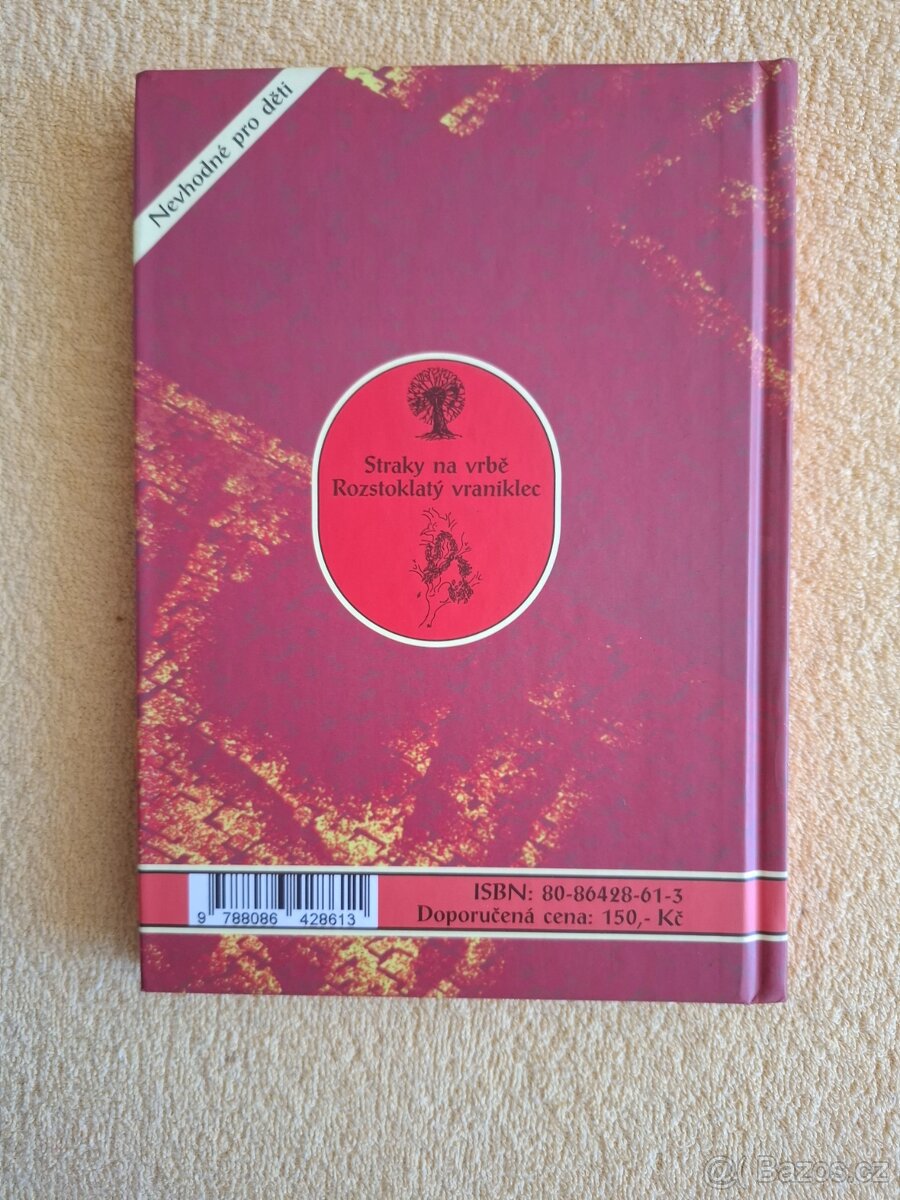 Nevhodné pro děti
Straky na vrbě
Rozstoklatý vraniklec
ISBN: 80-86428-61-3
Doporučená cena: 150,- Kč
9 788086 428613
@ Bazos.cz